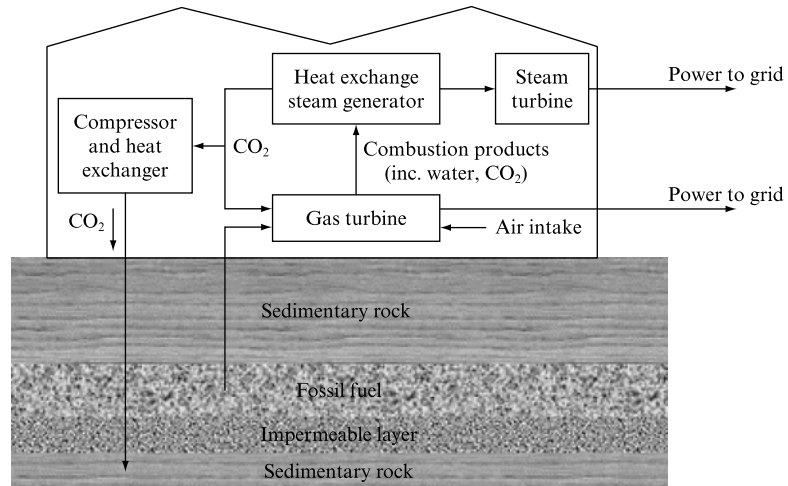 Heat exchange
steam generator
Steam
turbine
Power to grid
Compressor
and heat
exchanger
CO₂
Combustion products
(inc. water, CO₂)
Power to grid
CO₂
Gas turbine
Air intake
Sedimentary rock
Fossil fuel
Impermeable layer
Sedimentary rock